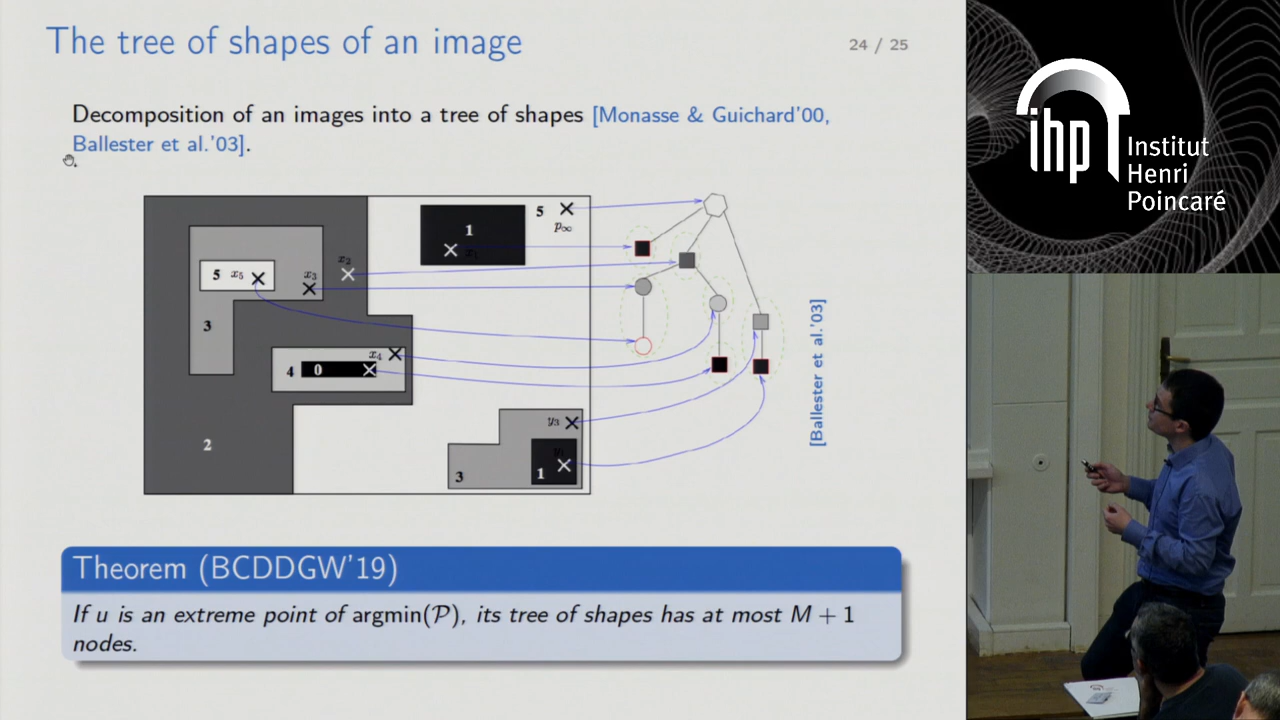 The tree of shapes of an image
24 / 25
Decomposition of an images into a tree of shapes [Monasse & Guichard'00,
Ballester et al.'03].
5
p∞
1
x1
x2
5 x5
x3
3
x4
4 0
y3
2
3
1
[Ballester et al.'03]
Theorem (BCDDGW'19)
If u is an extreme point of argmin(P), its tree of shapes has at most M + 1
nodes.
ihp
Institut
Henri
Poincaré